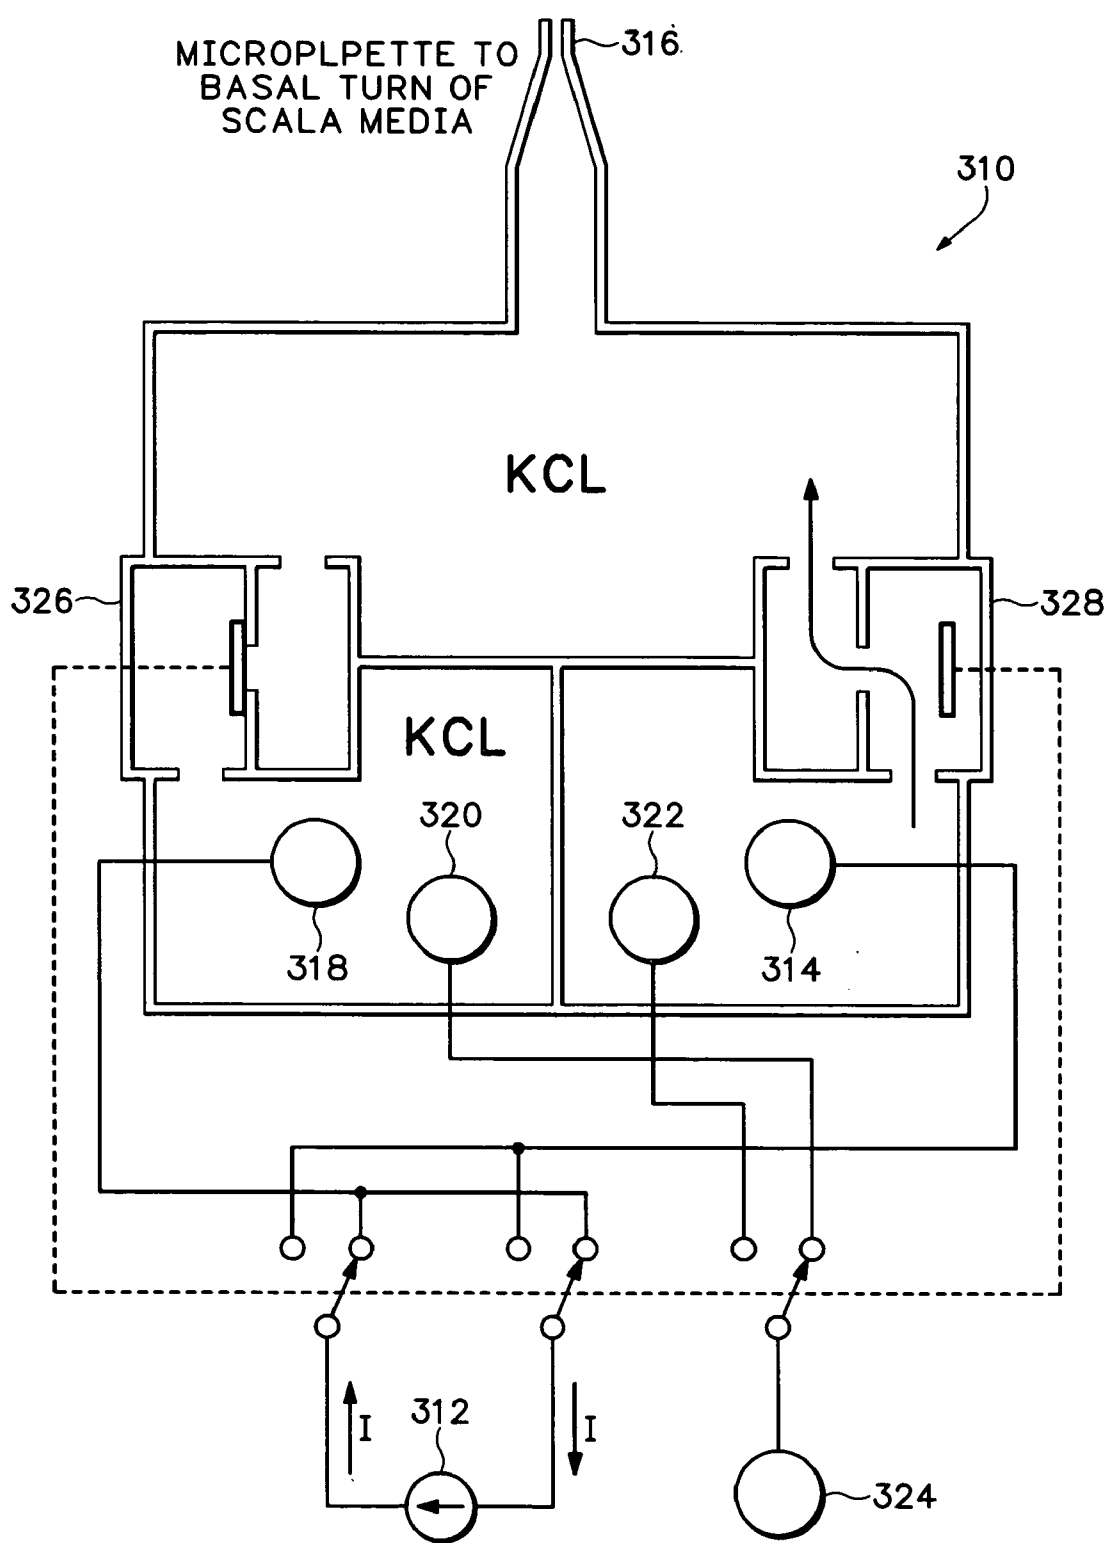 316
MICROPLPETTE TO
BASAL TURN OF
SCALA MEDIA
310
KCL
326
328
KCL
320
322
318
314
312
I
I
324